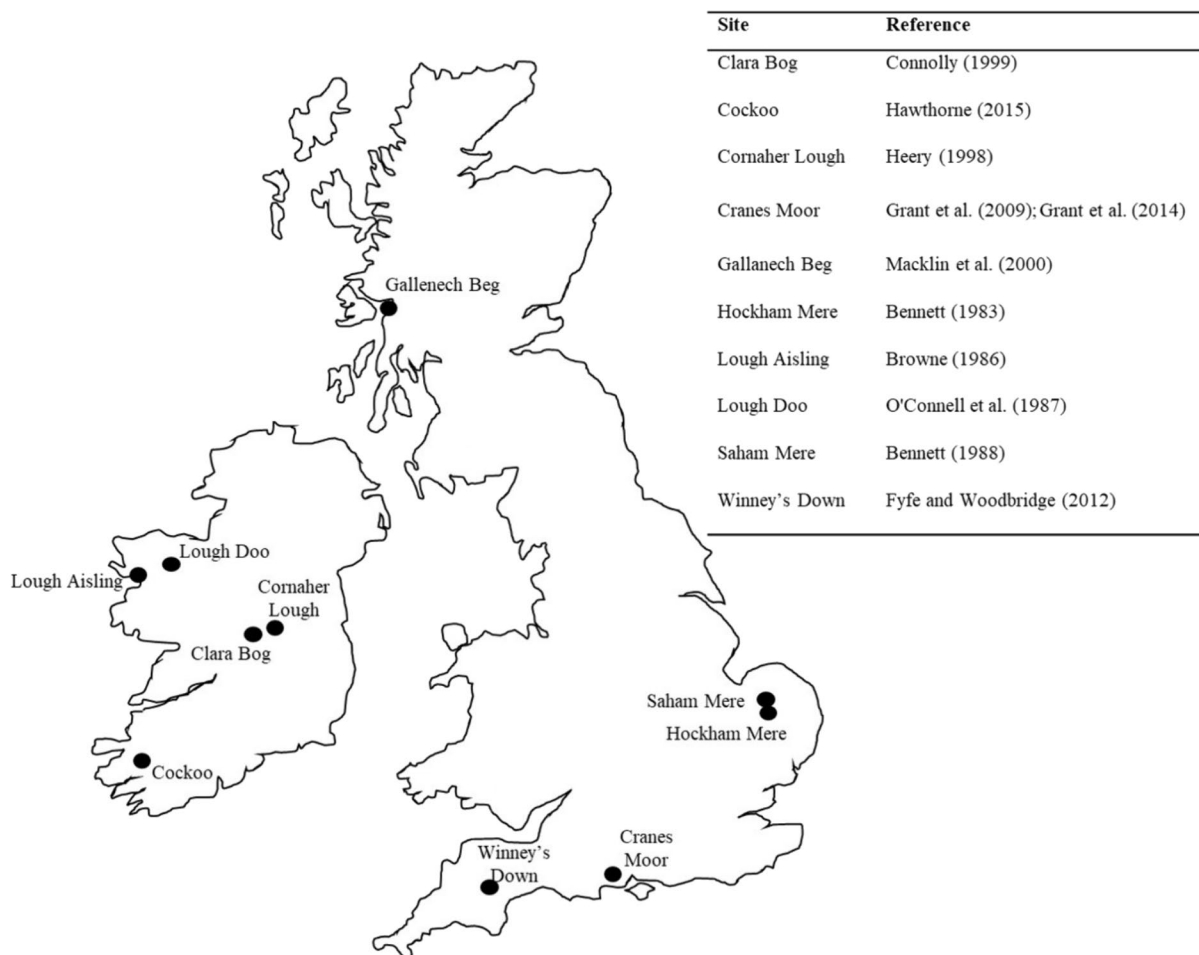 Site Reference
Clara Bog Connolly (1999)
Cockoo Hawthorne (2015)
Cornaher Lough Heery (1998)
Cranes Moor Grant et al. (2009); Grant et al. (2014)
Gallanech Beg Macklin et al. (2000)
Hockham Mere Bennett (1983)
Lough Aisling Browne (1986)
Lough Doo O'Connell et al. (1987)
Saham Mere Bennett (1988)
Winney’s Down Fyfe and Woodbridge (2012)
Gallenech Beg
Lough Doo
Lough Aisling
Cornaher
Lough
Clara Bog
Cockoo
Saham Mere
Hockham Mere
Cranes
Moor
Winney’s
Down